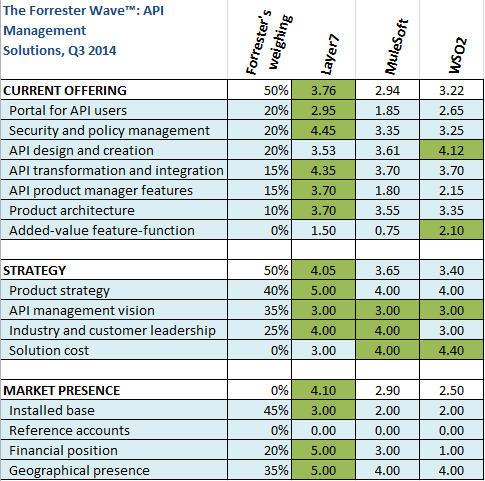 The Forrester Wave™: API
Management
Solutions, Q3 2014
Forrester's weighing
Layer7
MuleSoft
WSO2
CURRENT OFFERING 50% 3.76 2.94 3.22
Portal for API users 20% 2.95 1.85 2.65
Security and policy management 20% 4.45 3.35 3.25
API design and creation 20% 3.53 3.61 4.12
API transformation and integration 15% 4.35 3.70 3.70
API product manager features 15% 3.70 1.80 2.15
Product architecture 10% 3.70 3.55 3.35
Added-value feature-function 0% 1.50 0.75 2.10
STRATEGY 50% 4.05 3.65 3.40
Product strategy 40% 5.00 4.00 4.00
API management vision 35% 3.00 3.00 3.00
Industry and customer leadership 25% 4.00 4.00 3.00
Solution cost 0% 3.00 4.00 4.40
MARKET PRESENCE 0% 4.10 2.90 2.50
Installed base 45% 3.00 2.00 2.00
Reference accounts 0% 0.00 0.00 0.00
Financial position 20% 5.00 3.00 1.00
Geographical presence 35% 5.00 4.00 4.00